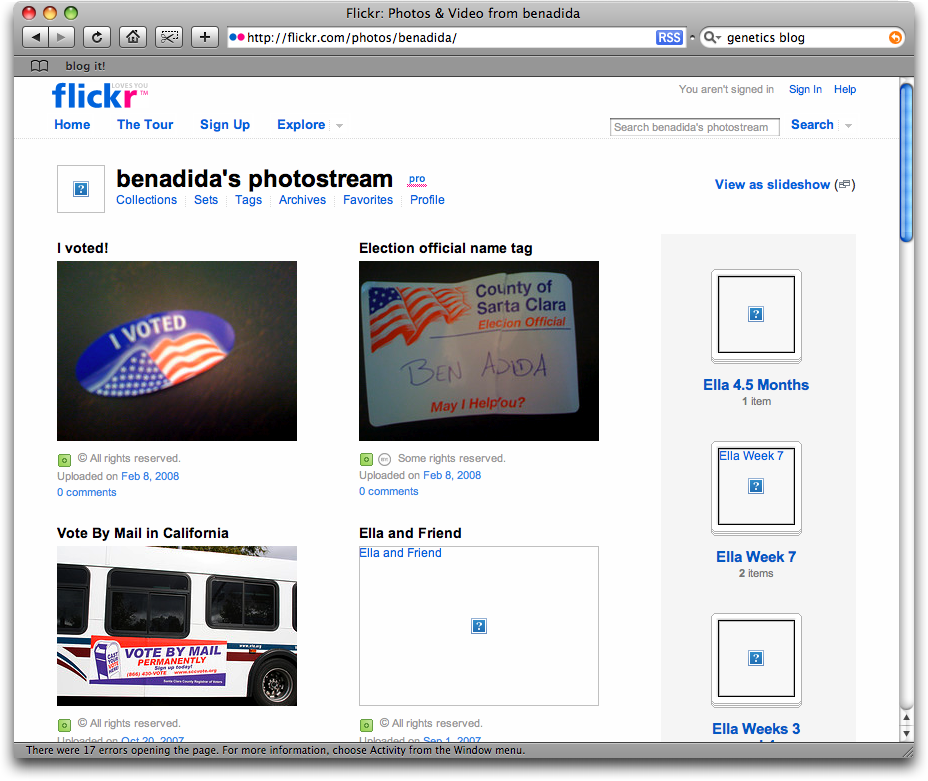 Flickr: Photos & Video from benadida
http://flickr.com/photos/benadida/
RSS
genetics blog
blog it!
flickr LOVES YOU TM
You aren't signed in Sign In Help
Home The Tour Sign Up Explore
Search benadida's photostream Search
benadida's photostream pro
Collections Sets Tags Archives Favorites Profile
View as slideshow
I voted!
I VOTED
© All rights reserved.
Uploaded on Feb 8, 2008
0 comments
Election official name tag
County of
Santa Clara
Election Official
BEN ADIDA
May I Help You?
Some rights reserved.
Uploaded on Feb 8, 2008
0 comments
Vote By Mail in California
VOTE BY MAIL
PERMANENTLY
Sign up today!
(866) 430-VOTE www.sccvote.org
Santa Clara County Registrar of Voters
© All rights reserved.
Uploaded on Oct 20, 2007
Ella and Friend
Ella and Friend
© All rights reserved.
Uploaded on Sep 1, 2007
Ella 4.5 Months
1 item
Ella Week 7
Ella Week 7
2 items
Ella Weeks 3
There were 17 errors opening the page. For more information, choose Activity from the Window menu.